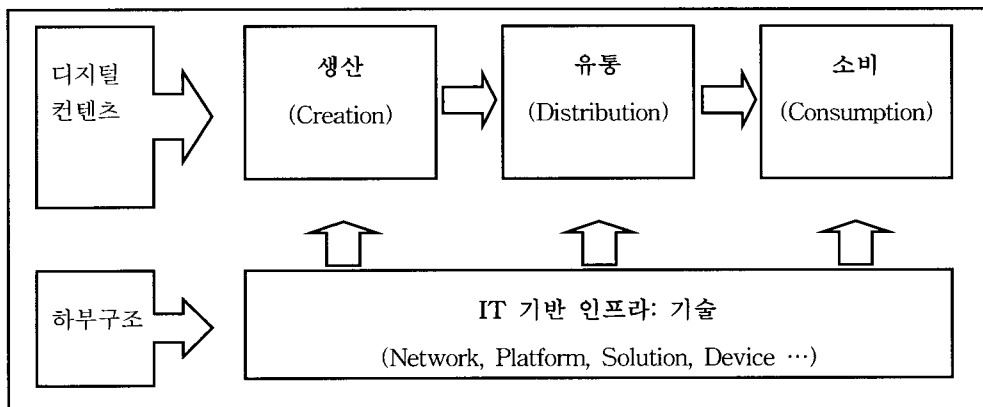 디지털
컨텐츠
생산
(Creation)
유통
(Distribution)
소비
(Consumption)
하부구조
IT 기반 인프라: 기술
(Network, Platform, Solution, Device …)